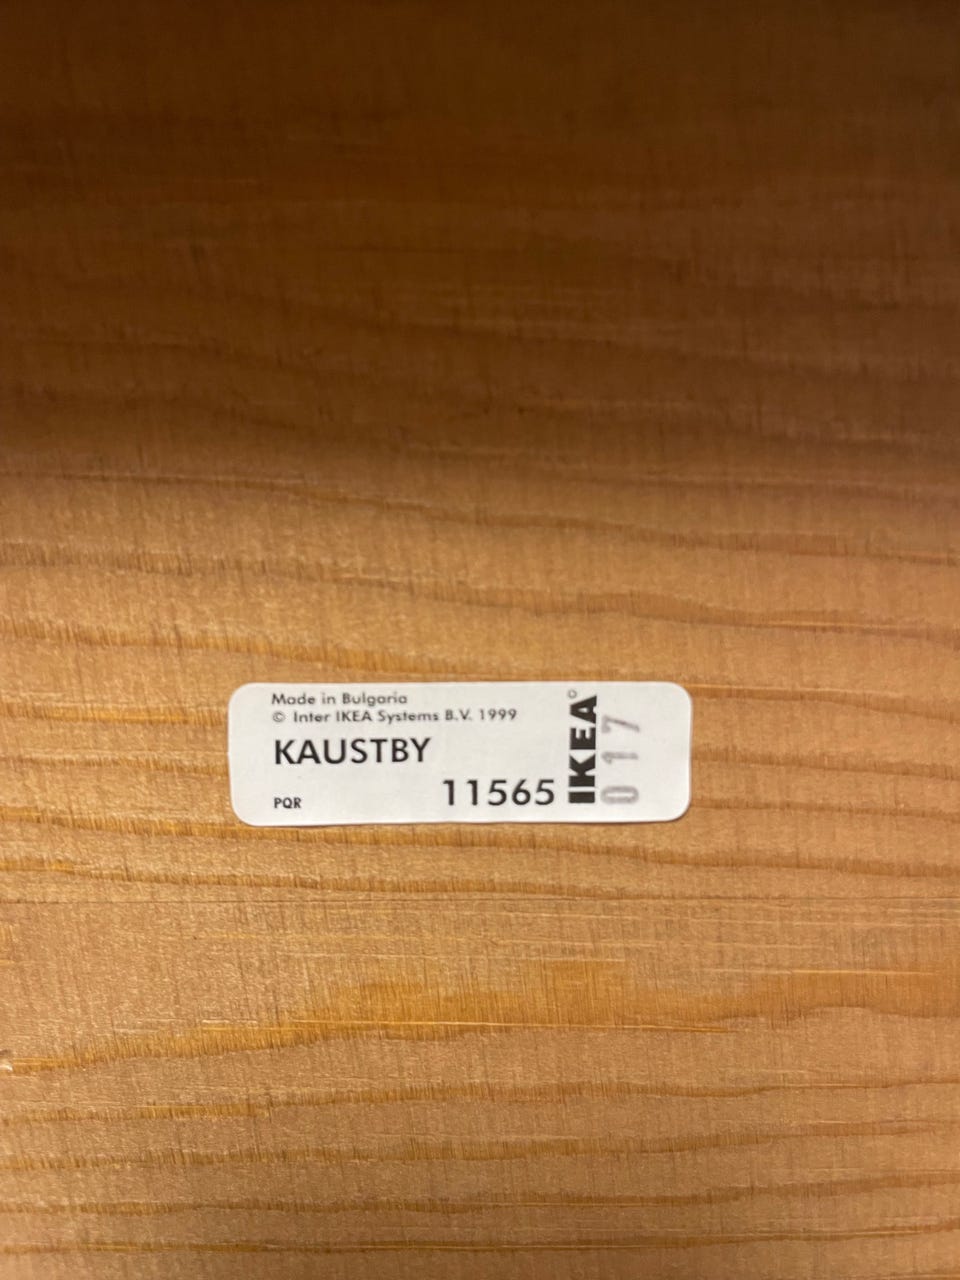 Made in Bulgaria
© Inter IKEA Systems B.V. 1999
KAUSTBY
PQR
11565
IKEA
017